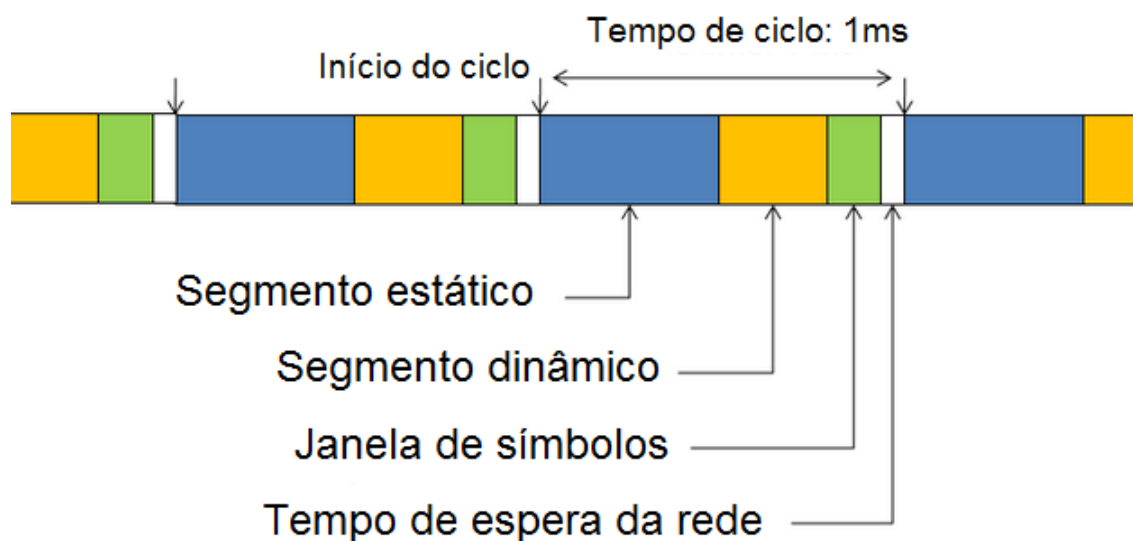 Tempo de ciclo: 1ms
Início do ciclo
Segmento estático
Segmento dinâmico
Janela de símbolos
Tempo de espera da rede